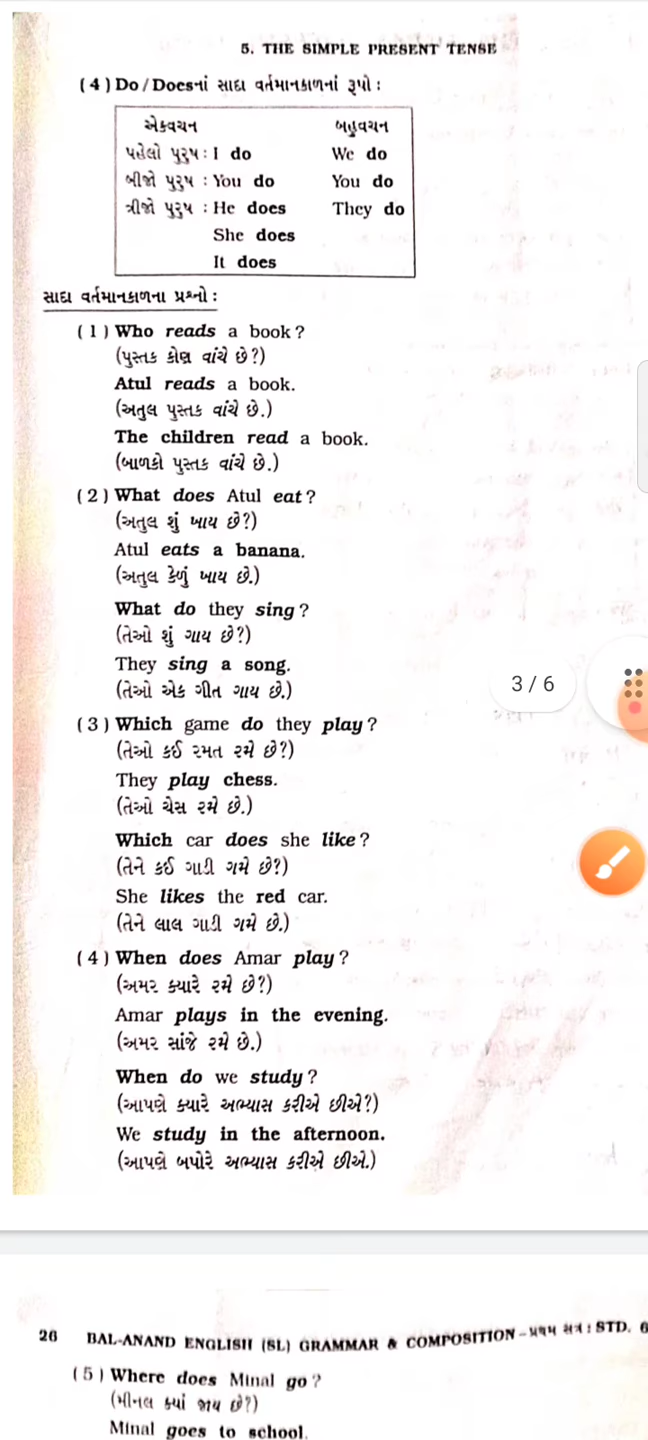 5. THE SIMPLE PRESENT TENSE
( 4 ) Do / Doesનાં સાદા વર્તમાનકાળનાં રૂપો :
એકવચન બહુવચન
પહેલો પુરુષ : I do We do
બીજો પુરુષ : You do You do
ત્રીજો પુરુષ : He does They do
She does
It does
સાદા વર્તમાનકાળના પ્રશ્નો :
( 1 ) Who reads a book ?
(પુસ્તક કોણ વાંચે છે?)
Atul reads a book.
(અતુલ પુસ્તક વાંચે છે.)
The children read a book.
(બાળકો પુસ્તક વાંચે છે.)
( 2 ) What does Atul eat ?
(અતુલ શું ખાય છે?)
Atul eats a banana.
(અતુલ કેળું ખાય છે.)
What do they sing ?
(તેઓ શું ગાય છે?)
They sing a song.
(તેઓ એક ગીત ગાય છે.)
3 / 6
( 3 ) Which game do they play ?
(તેઓ કઈ રમત રમે છે?)
They play chess.
(તેઓ ચેસ રમે છે.)
Which car does she like ?
(તેને કઈ ગાડી ગમે છે?)
She likes the red car.
(તેને લાલ ગાડી ગમે છે.)
( 4 ) When does Amar play ?
(અમર ક્યારે રમે છે?)
Amar plays in the evening.
(અમર સાંજે રમે છે.)
When do we study ?
(આપણે ક્યારે અભ્યાસ કરીએ છીએ?)
We study in the afternoon.
(આપણે બપોરે અભ્યાસ કરીએ છીએ.)
26 BAL-ANAND ENGLISH (SL) GRAMMAR & COMPOSITION – પ્રથમ સત્ર : STD. 6
( 5 ) Where does Minal go ?
(મીનલ ક્યાં જાય છે?)
Minal goes to school.